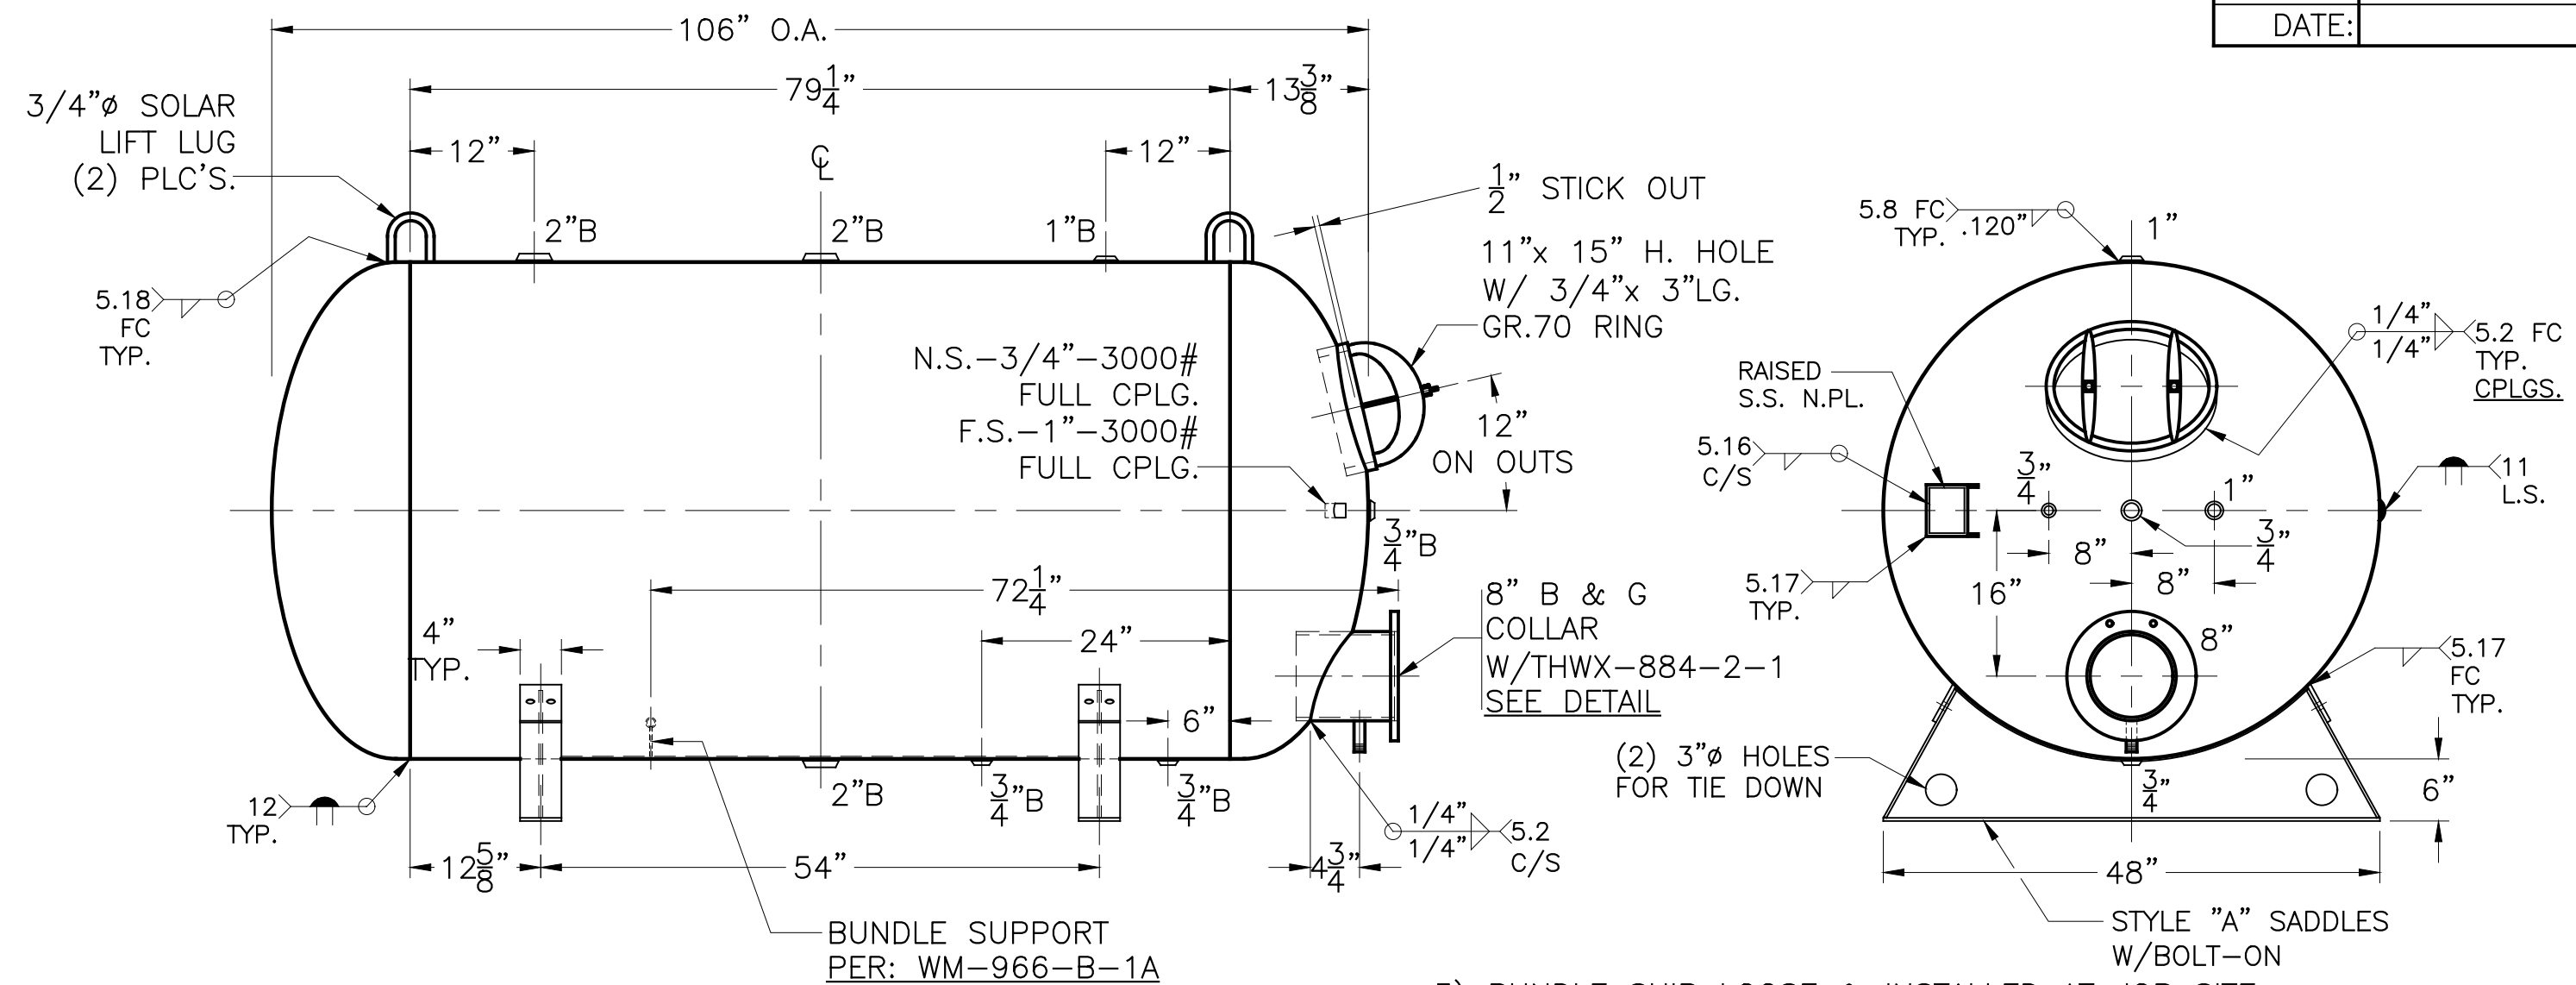 DATE:
106” O.A.
79 1/4”
13 3/8”
3/4”ø SOLAR
LIFT LUG
(2) PLC’S.
12”
℄
12”
1/2” STICK OUT
2”B
2”B
1”B
11”x 15” H. HOLE
W/ 3/4”x 3”LG.
GR.70 RING
5.18
FC
TYP.
N.S.–3/4”–3000#
FULL CPLG.
F.S.–1”–3000#
FULL CPLG.
12”
ON OUTS
3/4”B
72 1/4”
4”
TYP.
24”
6”
8” B & G
COLLAR
W/THWX–884–2–1
SEE DETAIL
12
TYP.
2”B
3/4”B
3/4”B
12 5/8”
54”
4 3/4”
1/4”
1/4”
5.2
C/S
BUNDLE SUPPORT
PER: WM–966–B–1A
5.8 FC
TYP.
.120”
1”
1/4”
1/4”
5.2 FC
TYP.
CPLGS.
RAISED
S.S. N.PL.
5.16
C/S
3/4”
1”
11
L.S.
8”
3/4”
8”
16”
5.17
TYP.
8”
5.17
FC
TYP.
(2) 3”ø HOLES
FOR TIE DOWN
3/4”
6”
48”
STYLE ”A” SADDLES
W/BOLT–ON